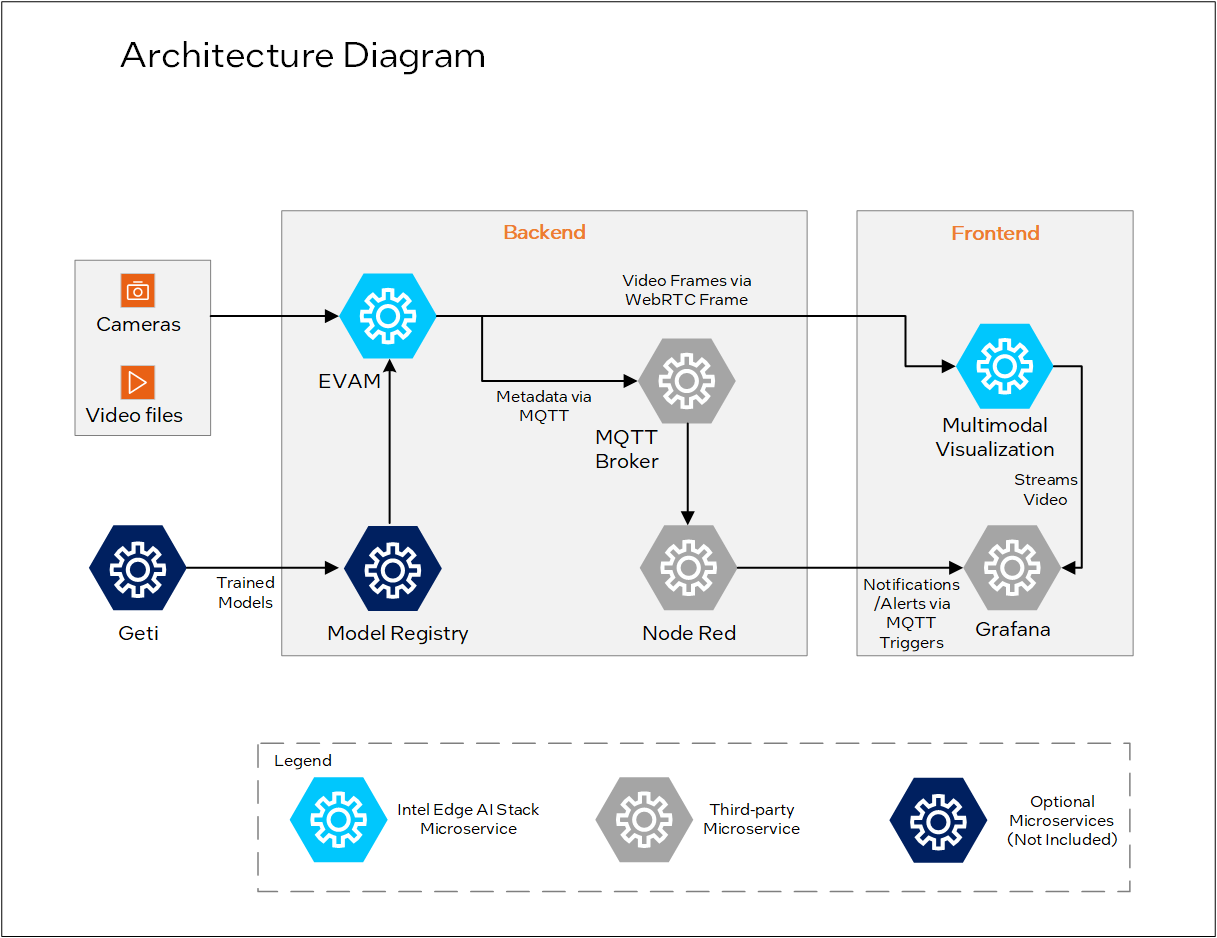 Architecture Diagram
Backend
Frontend
Cameras
Video files
Video Frames via
WebRTC Frame
EVAM
Metadata via
MQTT
MQTT
Broker
Multimodal
Visualization
Streams
Video
Geti
Trained
Models
Model Registry
Node Red
Notifications
/Alerts via
MQTT
Triggers
Grafana
Legend
Intel Edge AI Stack
Microservice
Third-party
Microservice
Optional
Microservices
(Not Included)